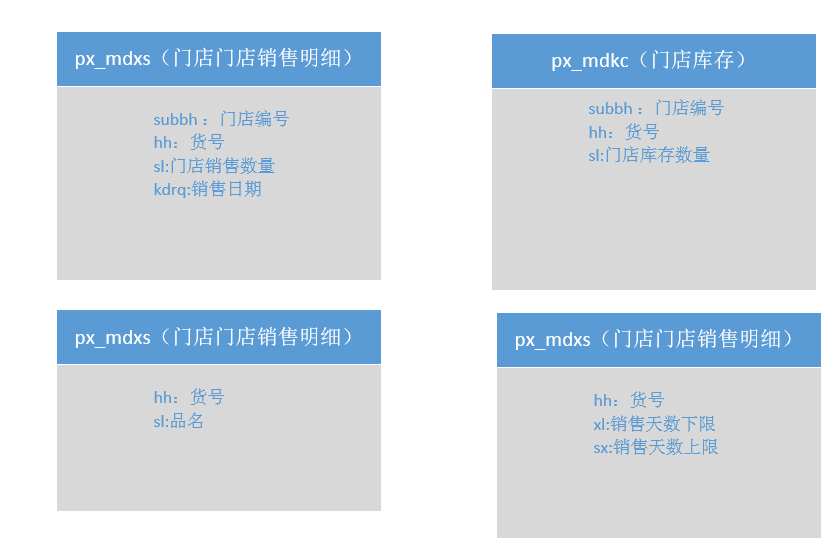 px_mdxs（门店门店销售明细）
subbh： 门店编号
hh：货号
sl:门店销售数量
kdrq:销售日期
px_mdkc（门店库存）
subbh： 门店编号
hh：货号
sl:门店库存数量
px_mdxs（门店门店销售明细）
hh：货号
sl:品名
px_mdxs（门店门店销售明细）
hh：货号
xl:销售天数下限
sx:销售天数上限